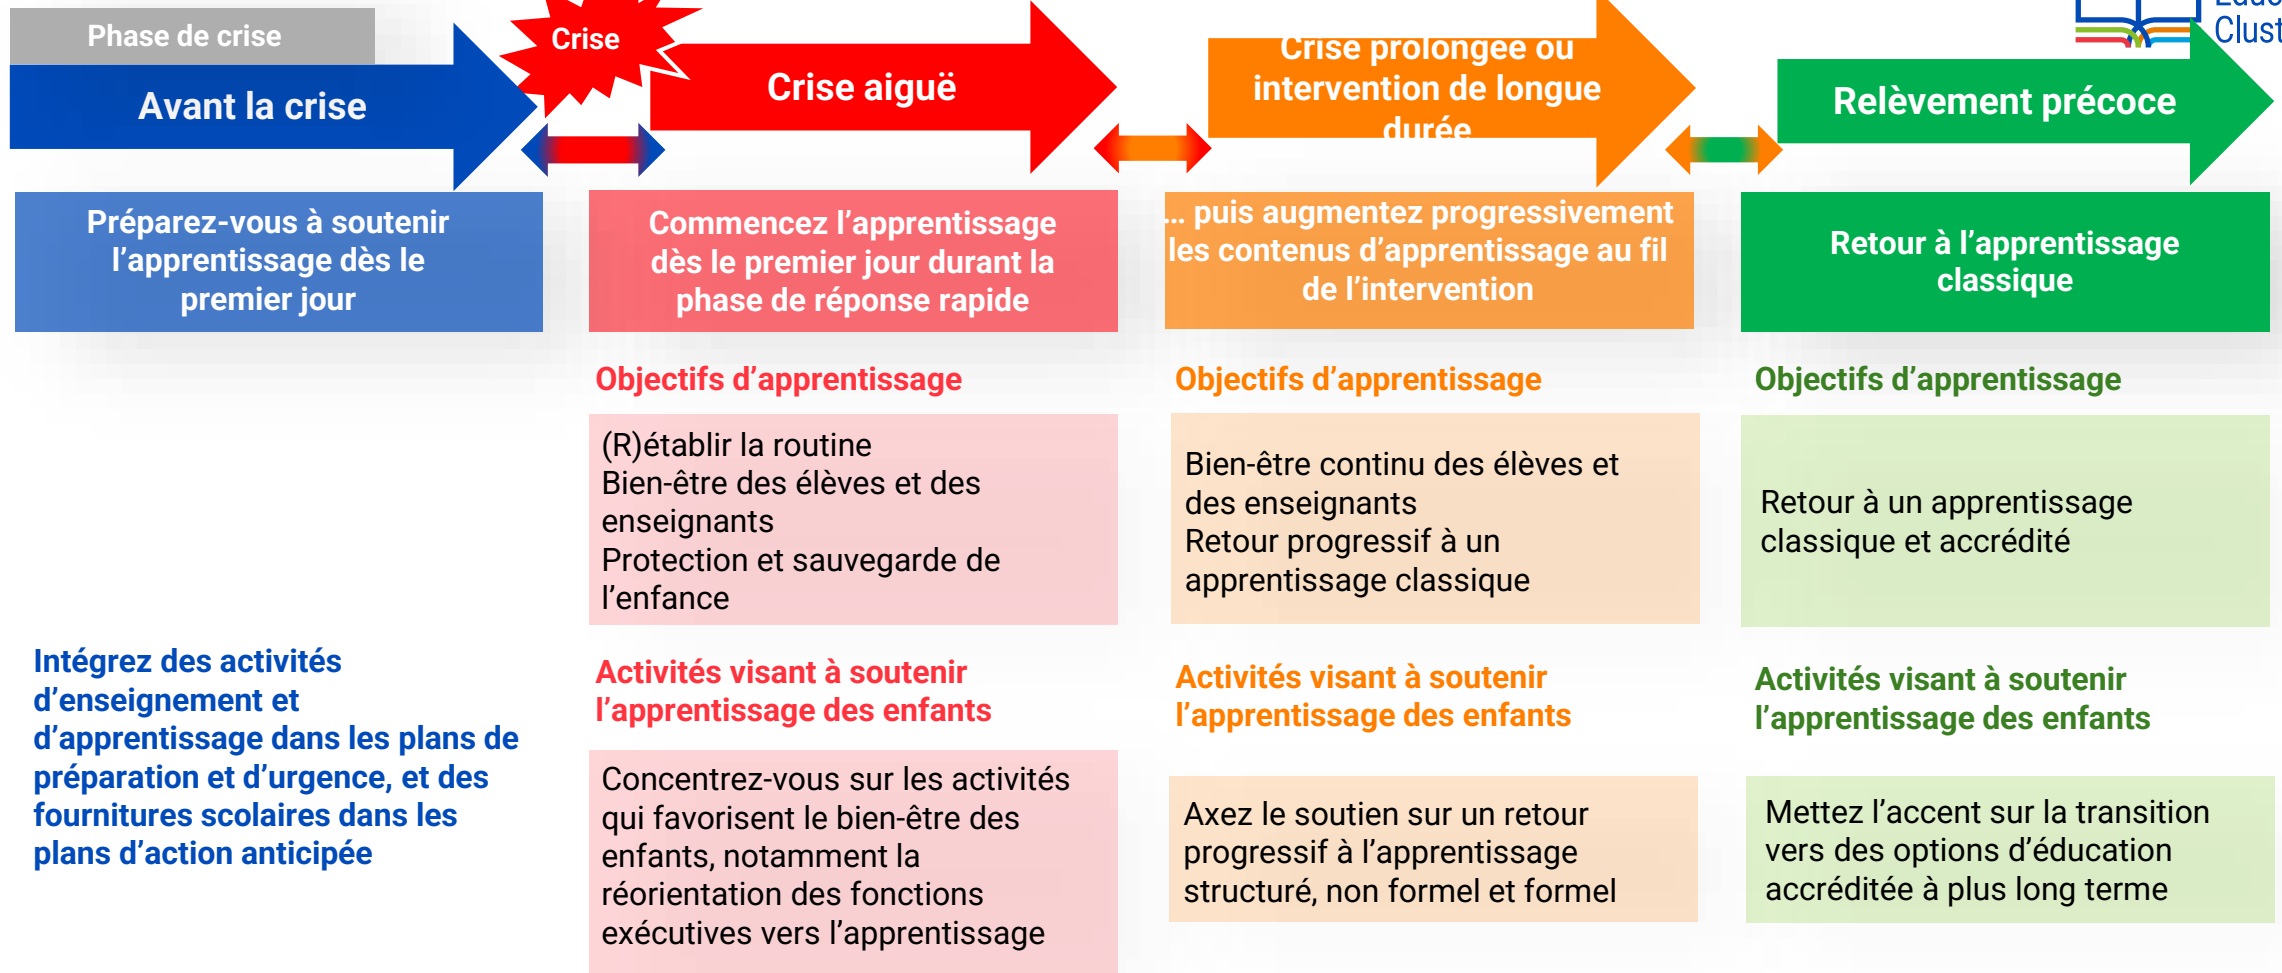 Phase de crise
Avant la crise
Crise
Crise aiguë
Crise prolongée ou
intervention de longue
durée
Relèvement précoce
Clust
Préparez-vous à soutenir
l’apprentissage dès le
premier jour
Commencez l’apprentissage
dès le premier jour durant la
phase de réponse rapide
… puis augmentez progressivement
les contenus d’apprentissage au fil
de l’intervention
Retour à l’apprentissage
classique
Intégrez des activités
d’enseignement et
d’apprentissage dans les plans de
préparation et d’urgence, et des
fournitures scolaires dans les
plans d’action anticipée
Objectifs d’apprentissage
(R)établir la routine
Bien-être des élèves et des
enseignants
Protection et sauvegarde de
l’enfance
Activités visant à soutenir
l’apprentissage des enfants
Concentrez-vous sur les activités
qui favorisent le bien-être des
enfants, notamment la
réorientation des fonctions
exécutives vers l’apprentissage
Objectifs d’apprentissage
Bien-être continu des élèves et
des enseignants
Retour progressif à un
apprentissage classique
Activités visant à soutenir
l’apprentissage des enfants
Axez le soutien sur un retour
progressif à l’apprentissage
structuré, non formel et formel
Objectifs d’apprentissage
Retour à un apprentissage
classique et accrédité
Activités visant à soutenir
l’apprentissage des enfants
Mettez l’accent sur la transition
vers des options d’éducation
accréditée à plus long terme